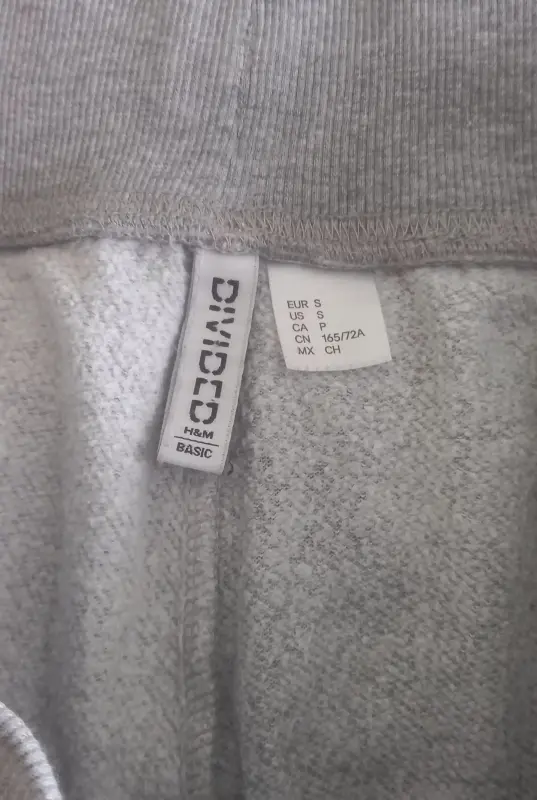 DIVIDED
H&M
BASIC
EUR S
US S
CA P
CN 165/72A
MX CH